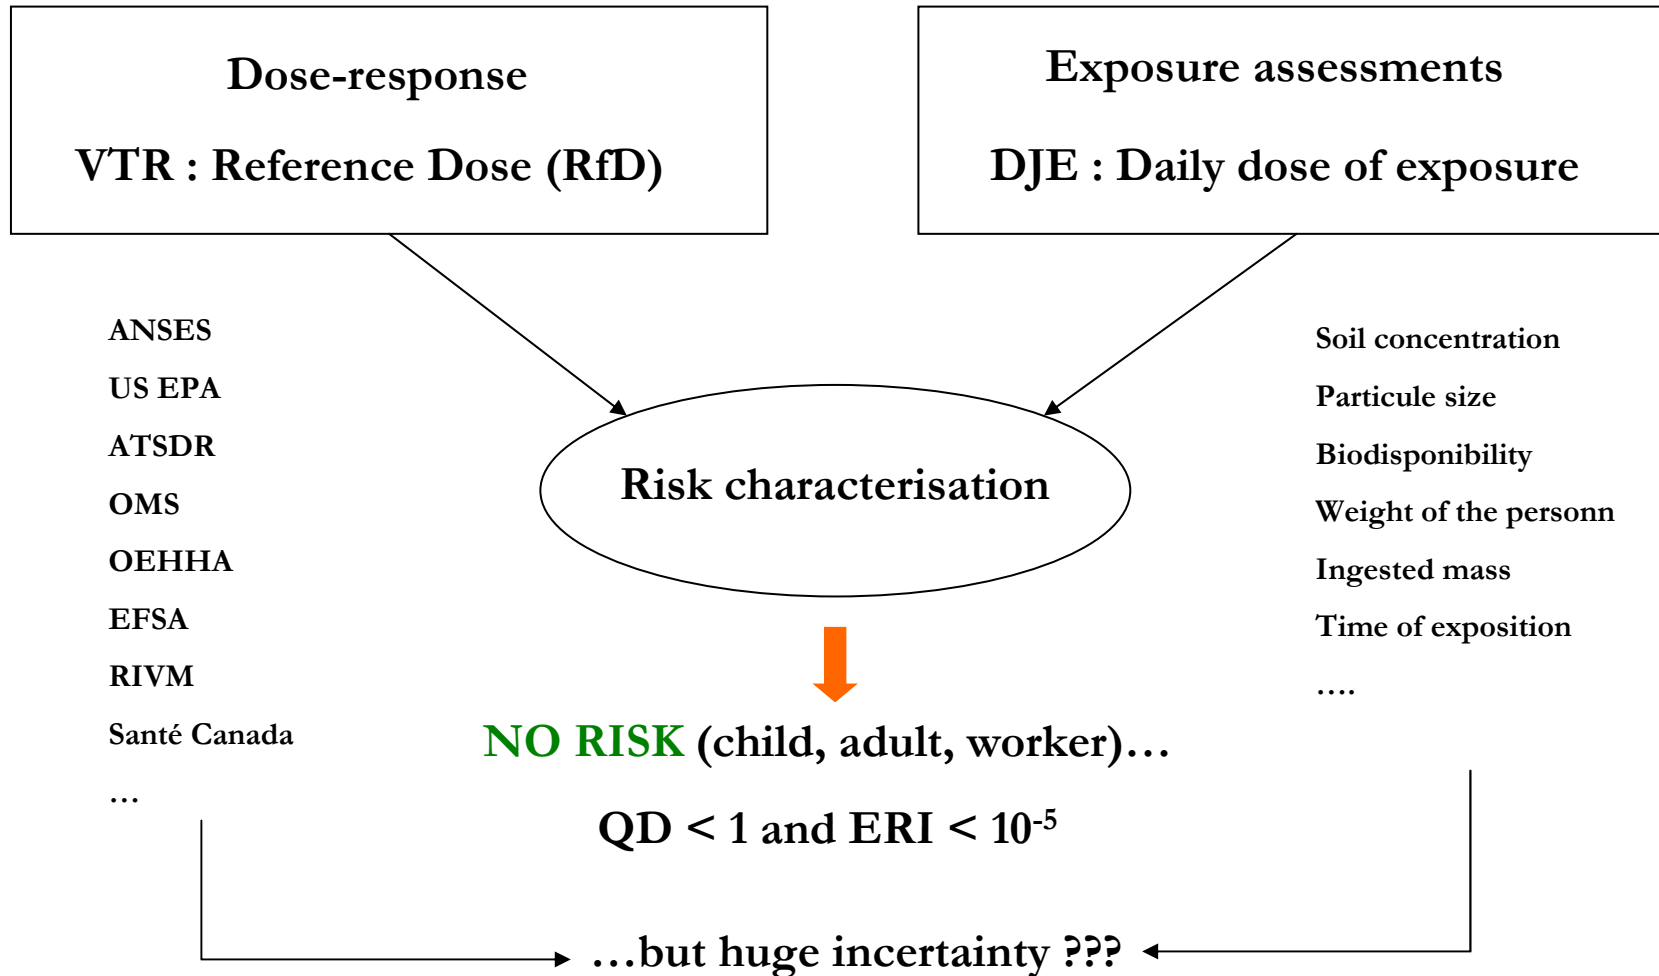 Dose-response
VTR : Reference Dose (RfD)
Exposure assessments
DJE : Daily dose of exposure
ANSES
US EPA
ATSDR
OMS
OEHHA
EFSA
RIVM
Santé Canada
…
Risk characterisation
Soil concentration
Particule size
Biodisponibility
Weight of the personn
Ingested mass
Time of exposition
….
NO RISK (child, adult, worker)…
QD < 1 and ERI < 10⁻⁵
…but huge incertainty ???